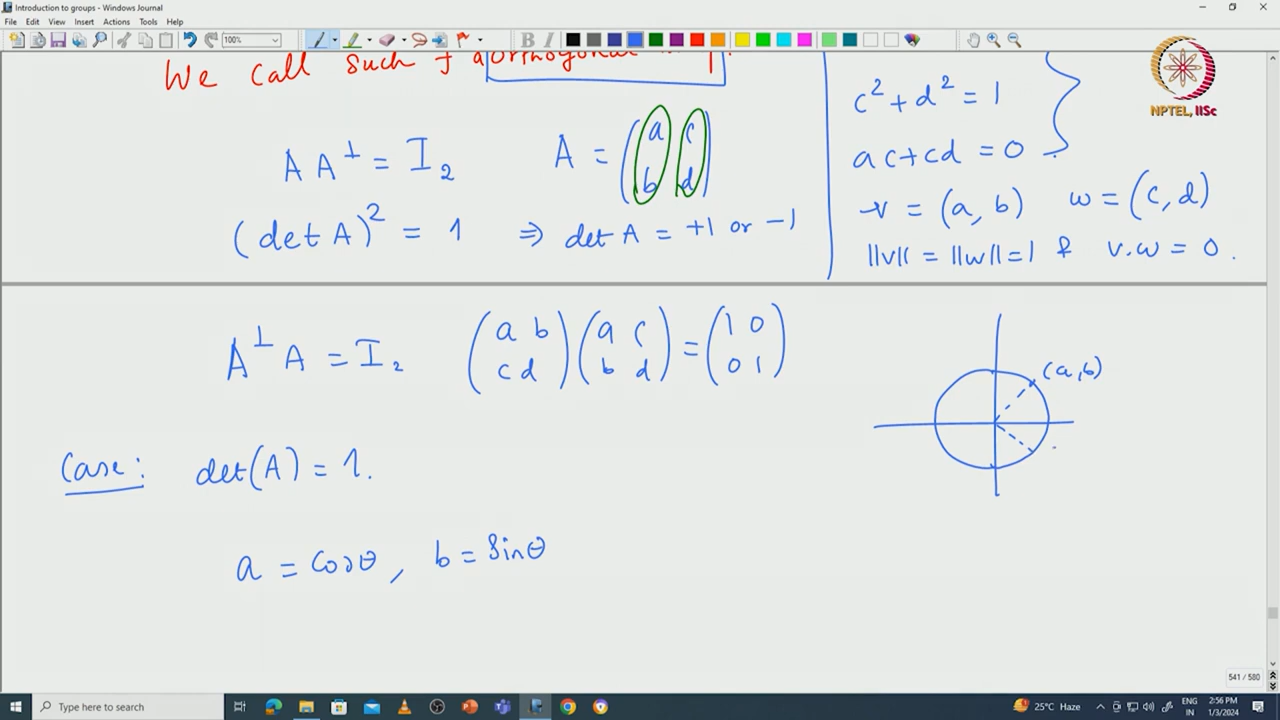 Introduction to groups - Windows Journal
File Edit View Insert Actions Tools Help
100%
B I
We call such f a orthogonal
A A^⊥ = I_2
A = (a c
b d)
(det A)^2 = 1 ⇒ det A = +1 or -1
c^2 + d^2 = 1
ac + cd = 0
v = (a, b) w = (c, d)
||v|| = ||w|| = 1 & v.w = 0.
NPTEL, IISc
A^⊥ A = I_2 (a b (a c = (1 0
c d) b d) 0 1)
(a, b)
Case: det(A) = 1.
a = cosθ, b = sinθ
541 / 580
Type here to search
25°C Haze
ENG
IN
2:56 PM
1/3/2024